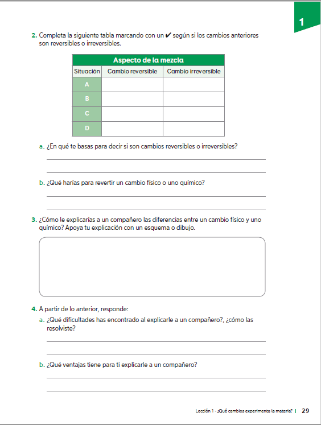 1
2. Completa la siguiente tabla marcando con un ✔ según si los cambios anteriores
son reversibles o irreversibles.
Aspecto de la mezcla
Situación Cambio reversible Cambio irreversible
A
B
C
D
a. ¿En qué te basas para decir si son cambios reversibles o irreversibles?
b. ¿Qué harías para revertir un cambio físico o uno químico?
3. ¿Cómo le explicarías a un compañero las diferencias entre un cambio físico y uno
químico? Apoya tu explicación con un esquema o dibujo.
4. A partir de lo anterior, responde:
a. ¿Qué dificultades has encontrado al explicarle a un compañero?, ¿cómo las
resolviste?
b. ¿Qué ventajas tiene para ti explicarle a un compañero?
Lección 1 - ¿Qué cambios experimenta la materia? | 29